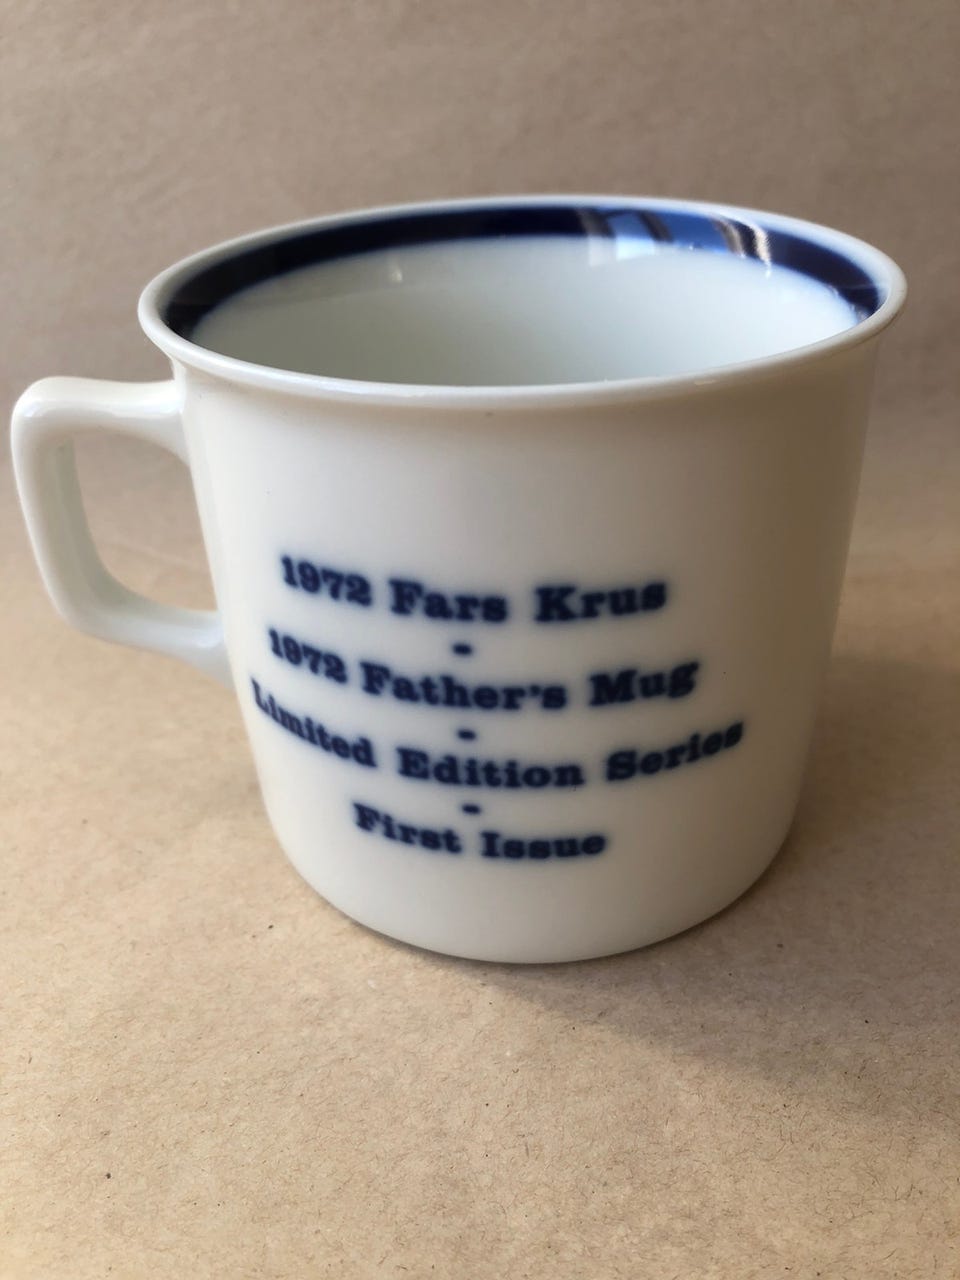 1972 Fars Krus
-
1972 Father's Mug
-
Limited Edition Series
-
First Issue